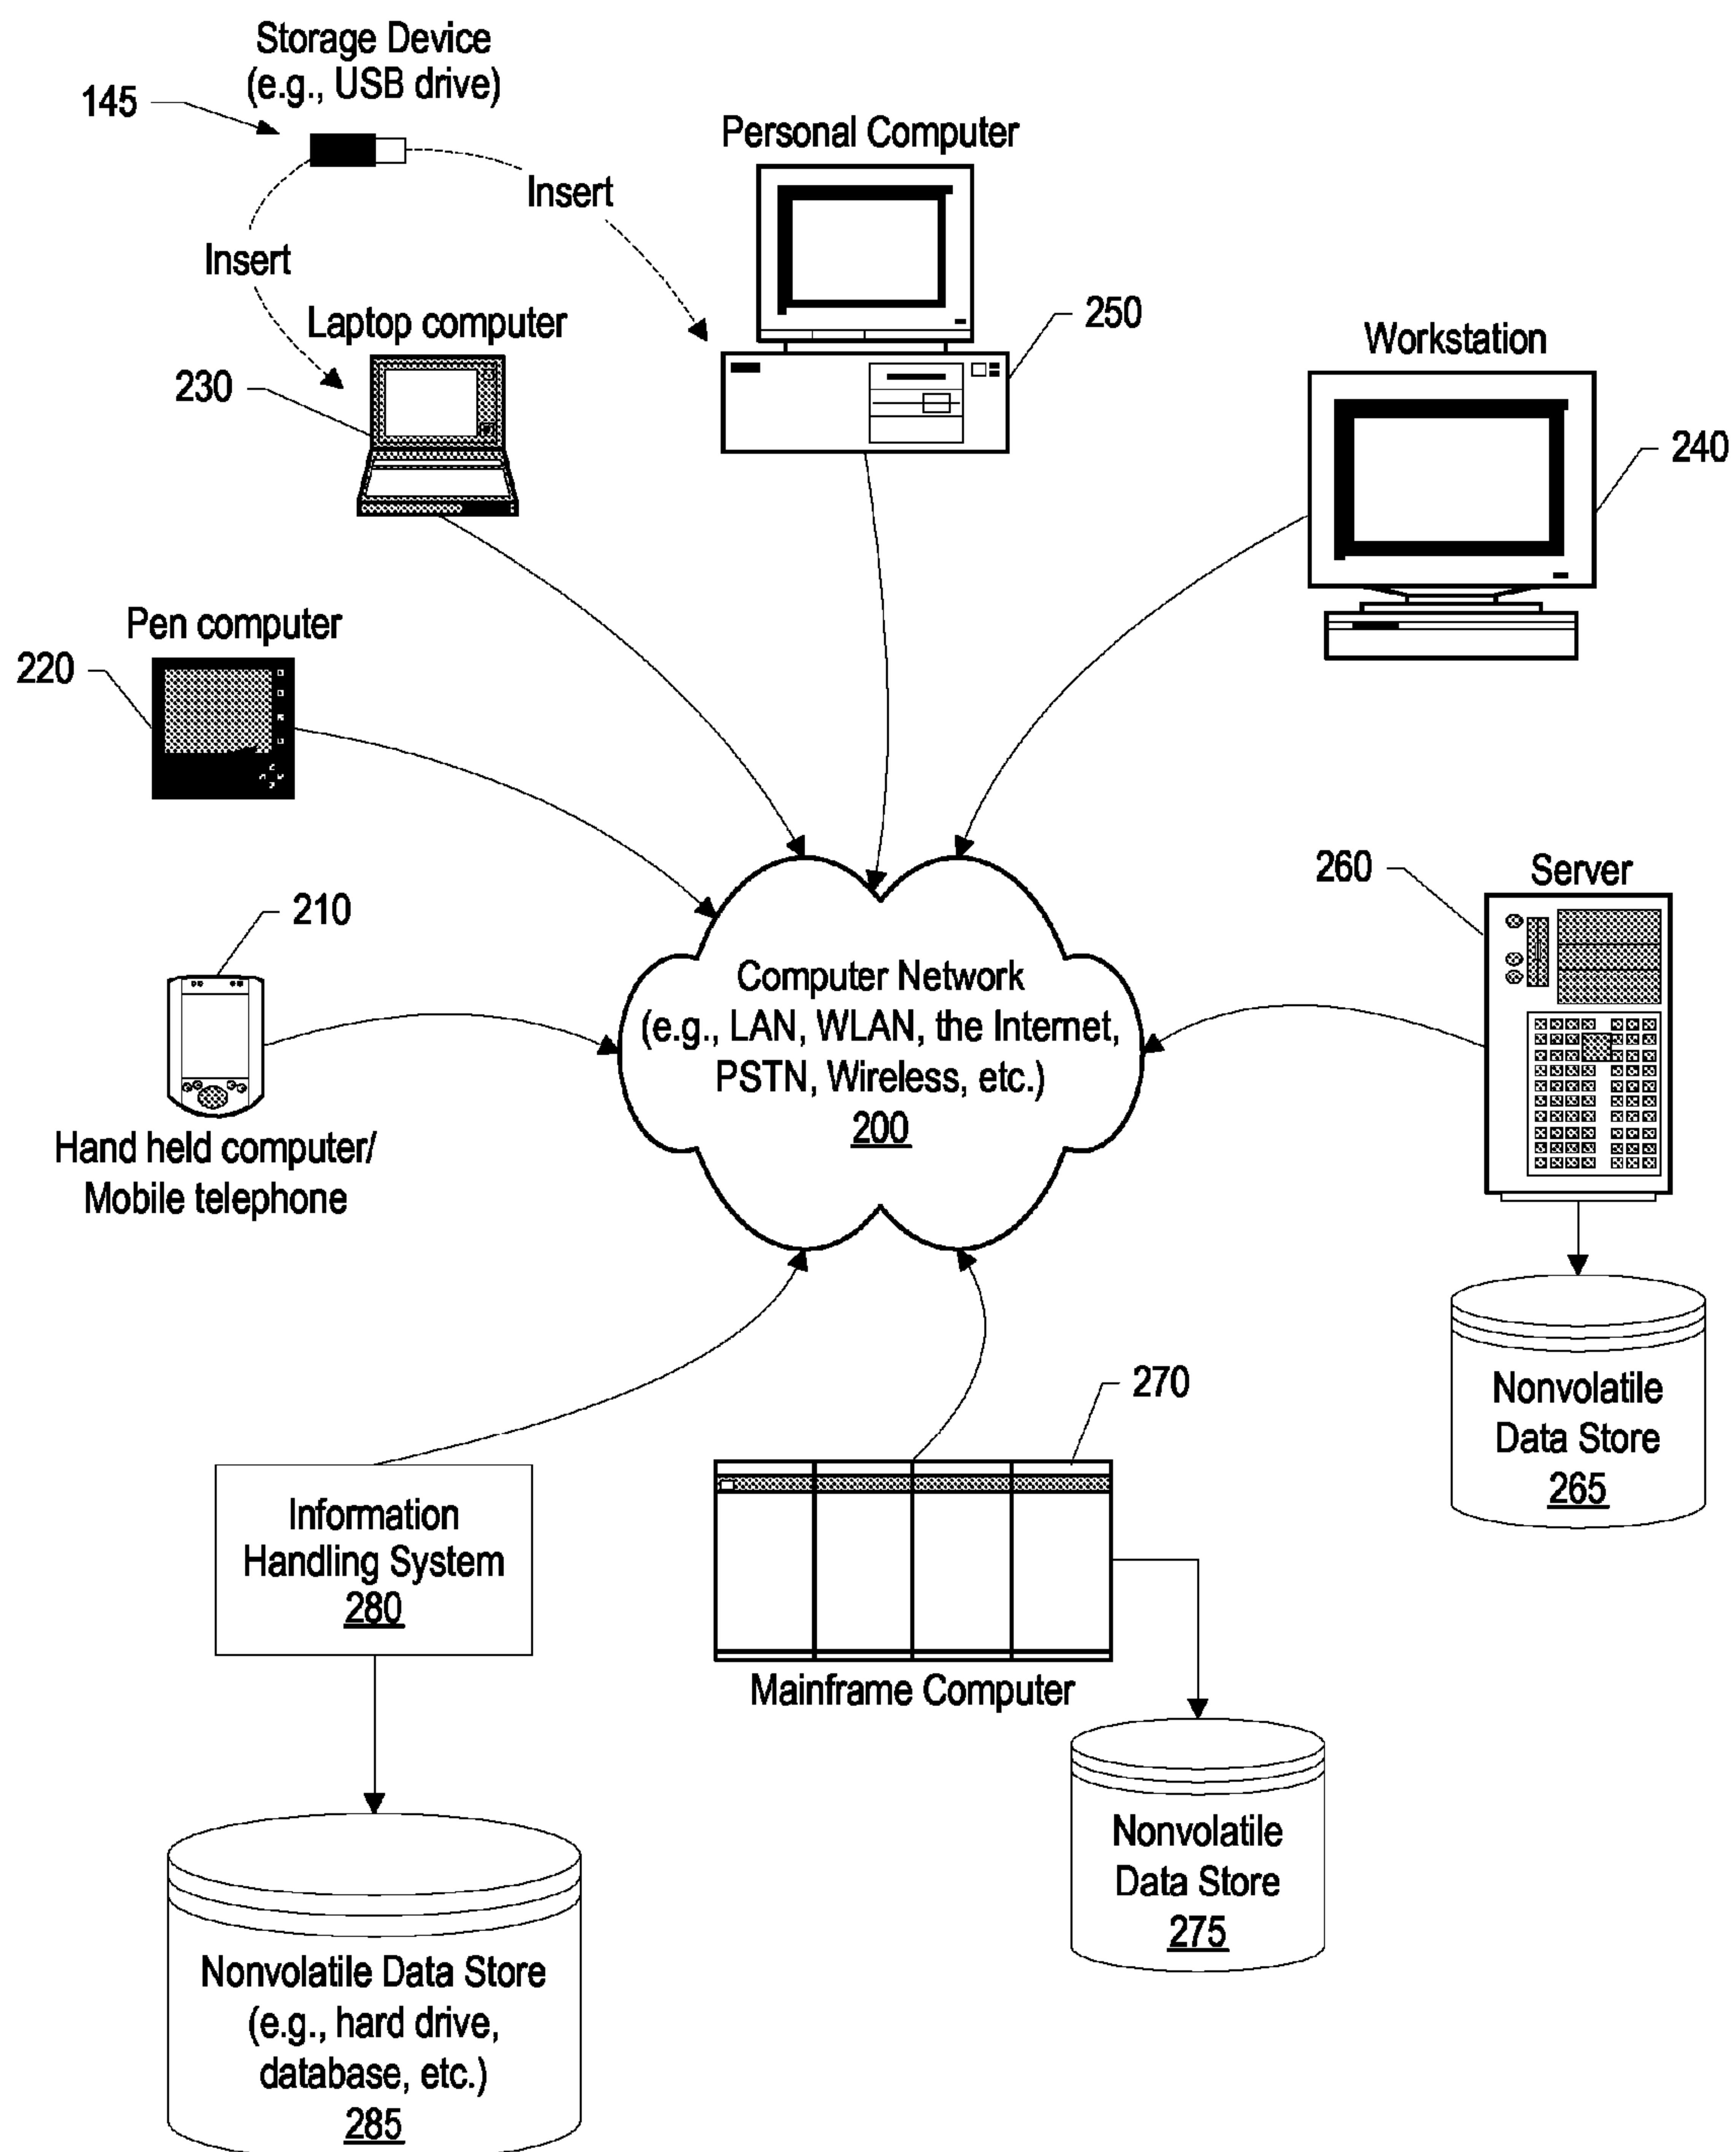 Storage Device
(e.g., USB drive)
145
Insert
Insert
Personal Computer
250
Laptop computer
230
Workstation
240
Pen computer
220
210
Hand held computer/
Mobile telephone
Computer Network
(e.g., LAN, WLAN, the Internet,
PSTN, Wireless, etc.)
200
260
Server
Nonvolatile
Data Store
265
270
Mainframe Computer
Nonvolatile
Data Store
275
Information
Handling System
280
Nonvolatile Data Store
(e.g., hard drive,
database, etc.)
285